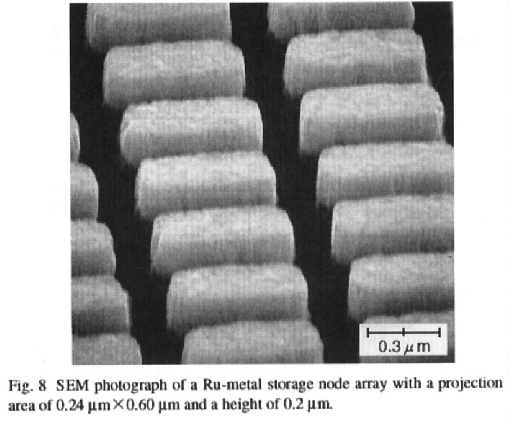 0.3 μm
Fig. 8 SEM photograph of a Ru-metal storage node array with a projection
area of 0.24 μm×0.60 μm and a height of 0.2 μm.